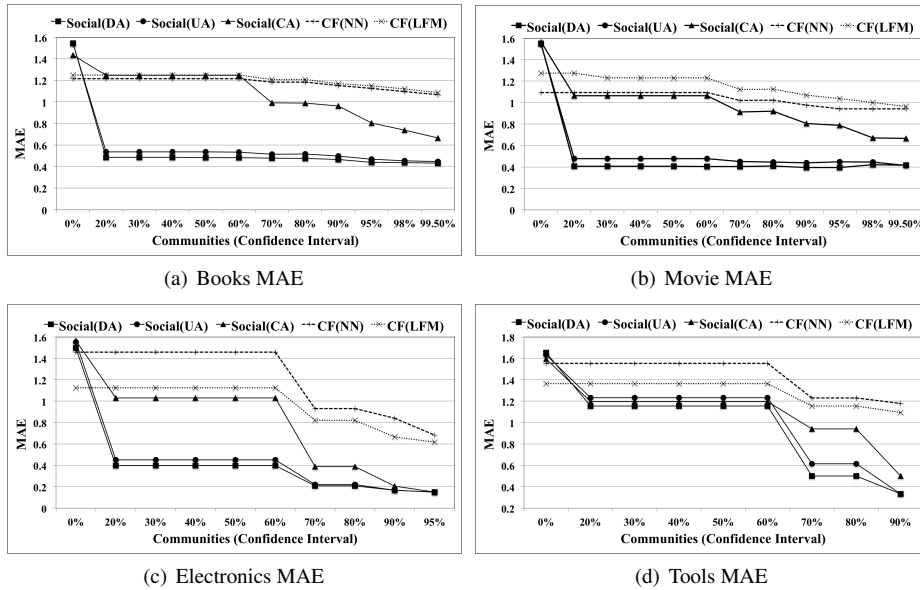 Social(DA) Social(UA) Social(CA) CF(NN) CF(LFM)
1.6
1.4
1.2
1
0.8
0.6
0.4
0.2
0
MAE
0% 20% 30% 40% 50% 60% 70% 80% 90% 95% 98% 99.50%
Communities (Confidence Interval)
(a) Books MAE
Social(DA) Social(UA) Social(CA) CF(NN) CF(LFM)
1.6
1.4
1.2
1
0.8
0.6
0.4
0.2
0
MAE
0% 20% 30% 40% 50% 60% 70% 80% 90% 95% 98% 99.50%
Communities (Confidence Interval)
(b) Movie MAE
Social(DA) Social(UA) Social(CA) CF(NN) CF(LFM)
1.6
1.4
1.2
1
0.8
0.6
0.4
0.2
0
MAE
0% 20% 30% 40% 50% 60% 70% 80% 90% 95%
Communities (Confidence Interval)
(c) Electronics MAE
Social(DA) Social(UA) Social(CA) CF(NN) CF(LFM)
1.8
1.6
1.4
1.2
1
0.8
0.6
0.4
0.2
MAE
0% 20% 30% 40% 50% 60% 70% 80% 90%
Communities (Confidence Interval)
(d) Tools MAE